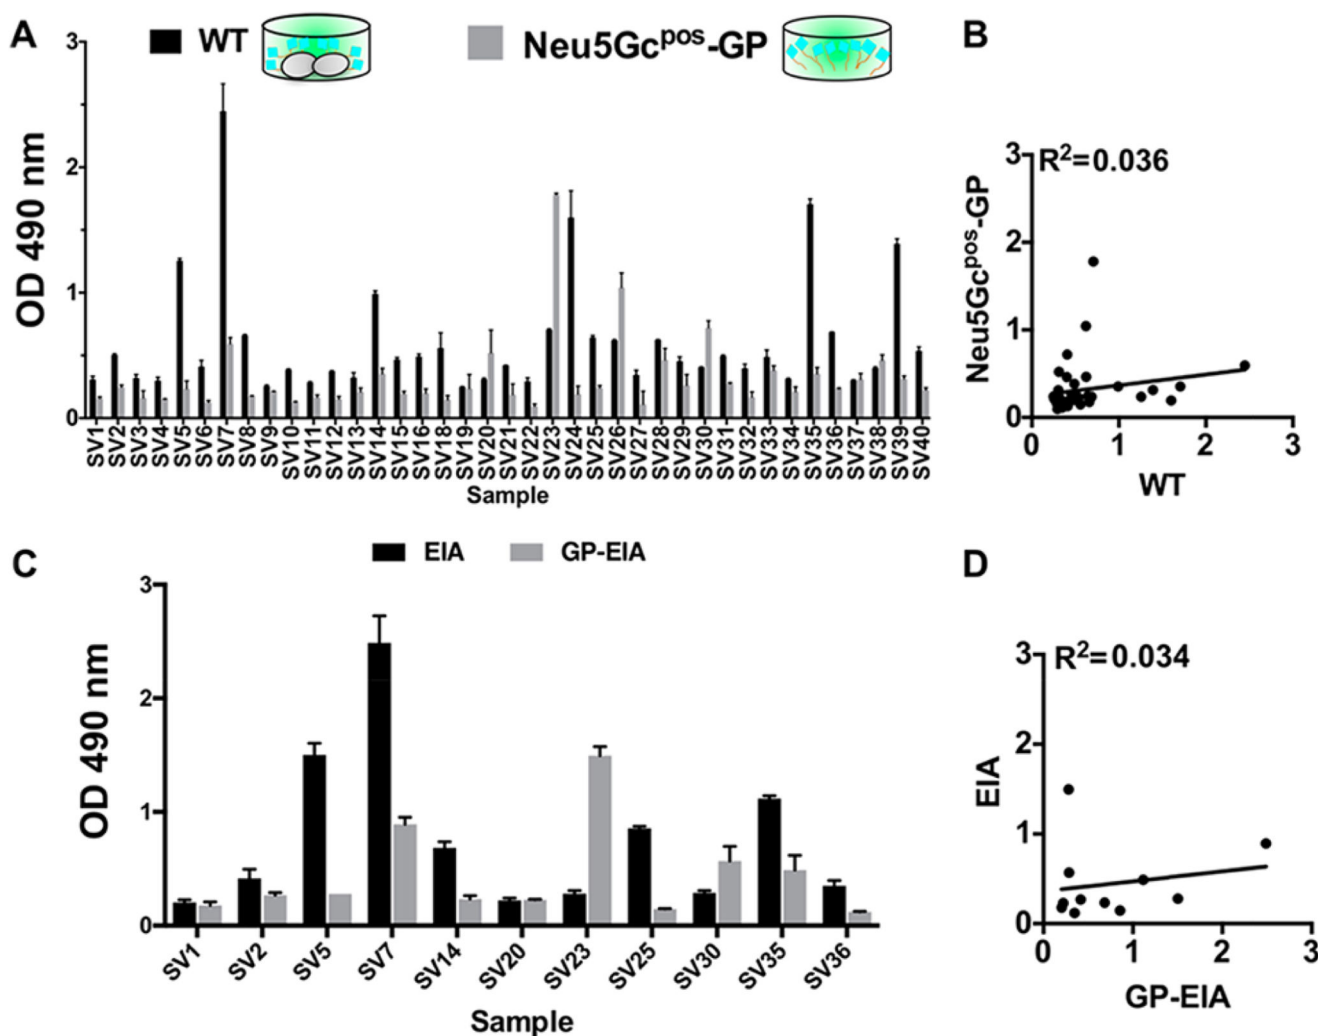 A
WT
Neu5Gcpos-GP
OD 490 nm
3
2
1
0
SV1
SV2
SV3
SV4
SV5
SV6
SV7
SV8
SV9
SV10
SV11
SV12
SV13
SV14
SV15
SV16
SV18
SV19
SV20
SV21
SV22
SV23
SV24
SV25
SV26
SV27
SV28
SV29
SV30
SV31
SV32
SV33
SV34
SV35
SV36
SV37
SV38
SV39
SV40
Sample
B
R2=0.036
Neu5Gcpos-GP
3
2
1
0
0 1 2 3
WT
C
EIA GP-EIA
OD 490 nm
3
2
1
0
SV1
SV2
SV5
SV7
SV14
SV20
SV23
SV25
SV30
SV35
SV36
Sample
D
R2=0.034
EIA
3
2
1
0
0 1 2 3
GP-EIA